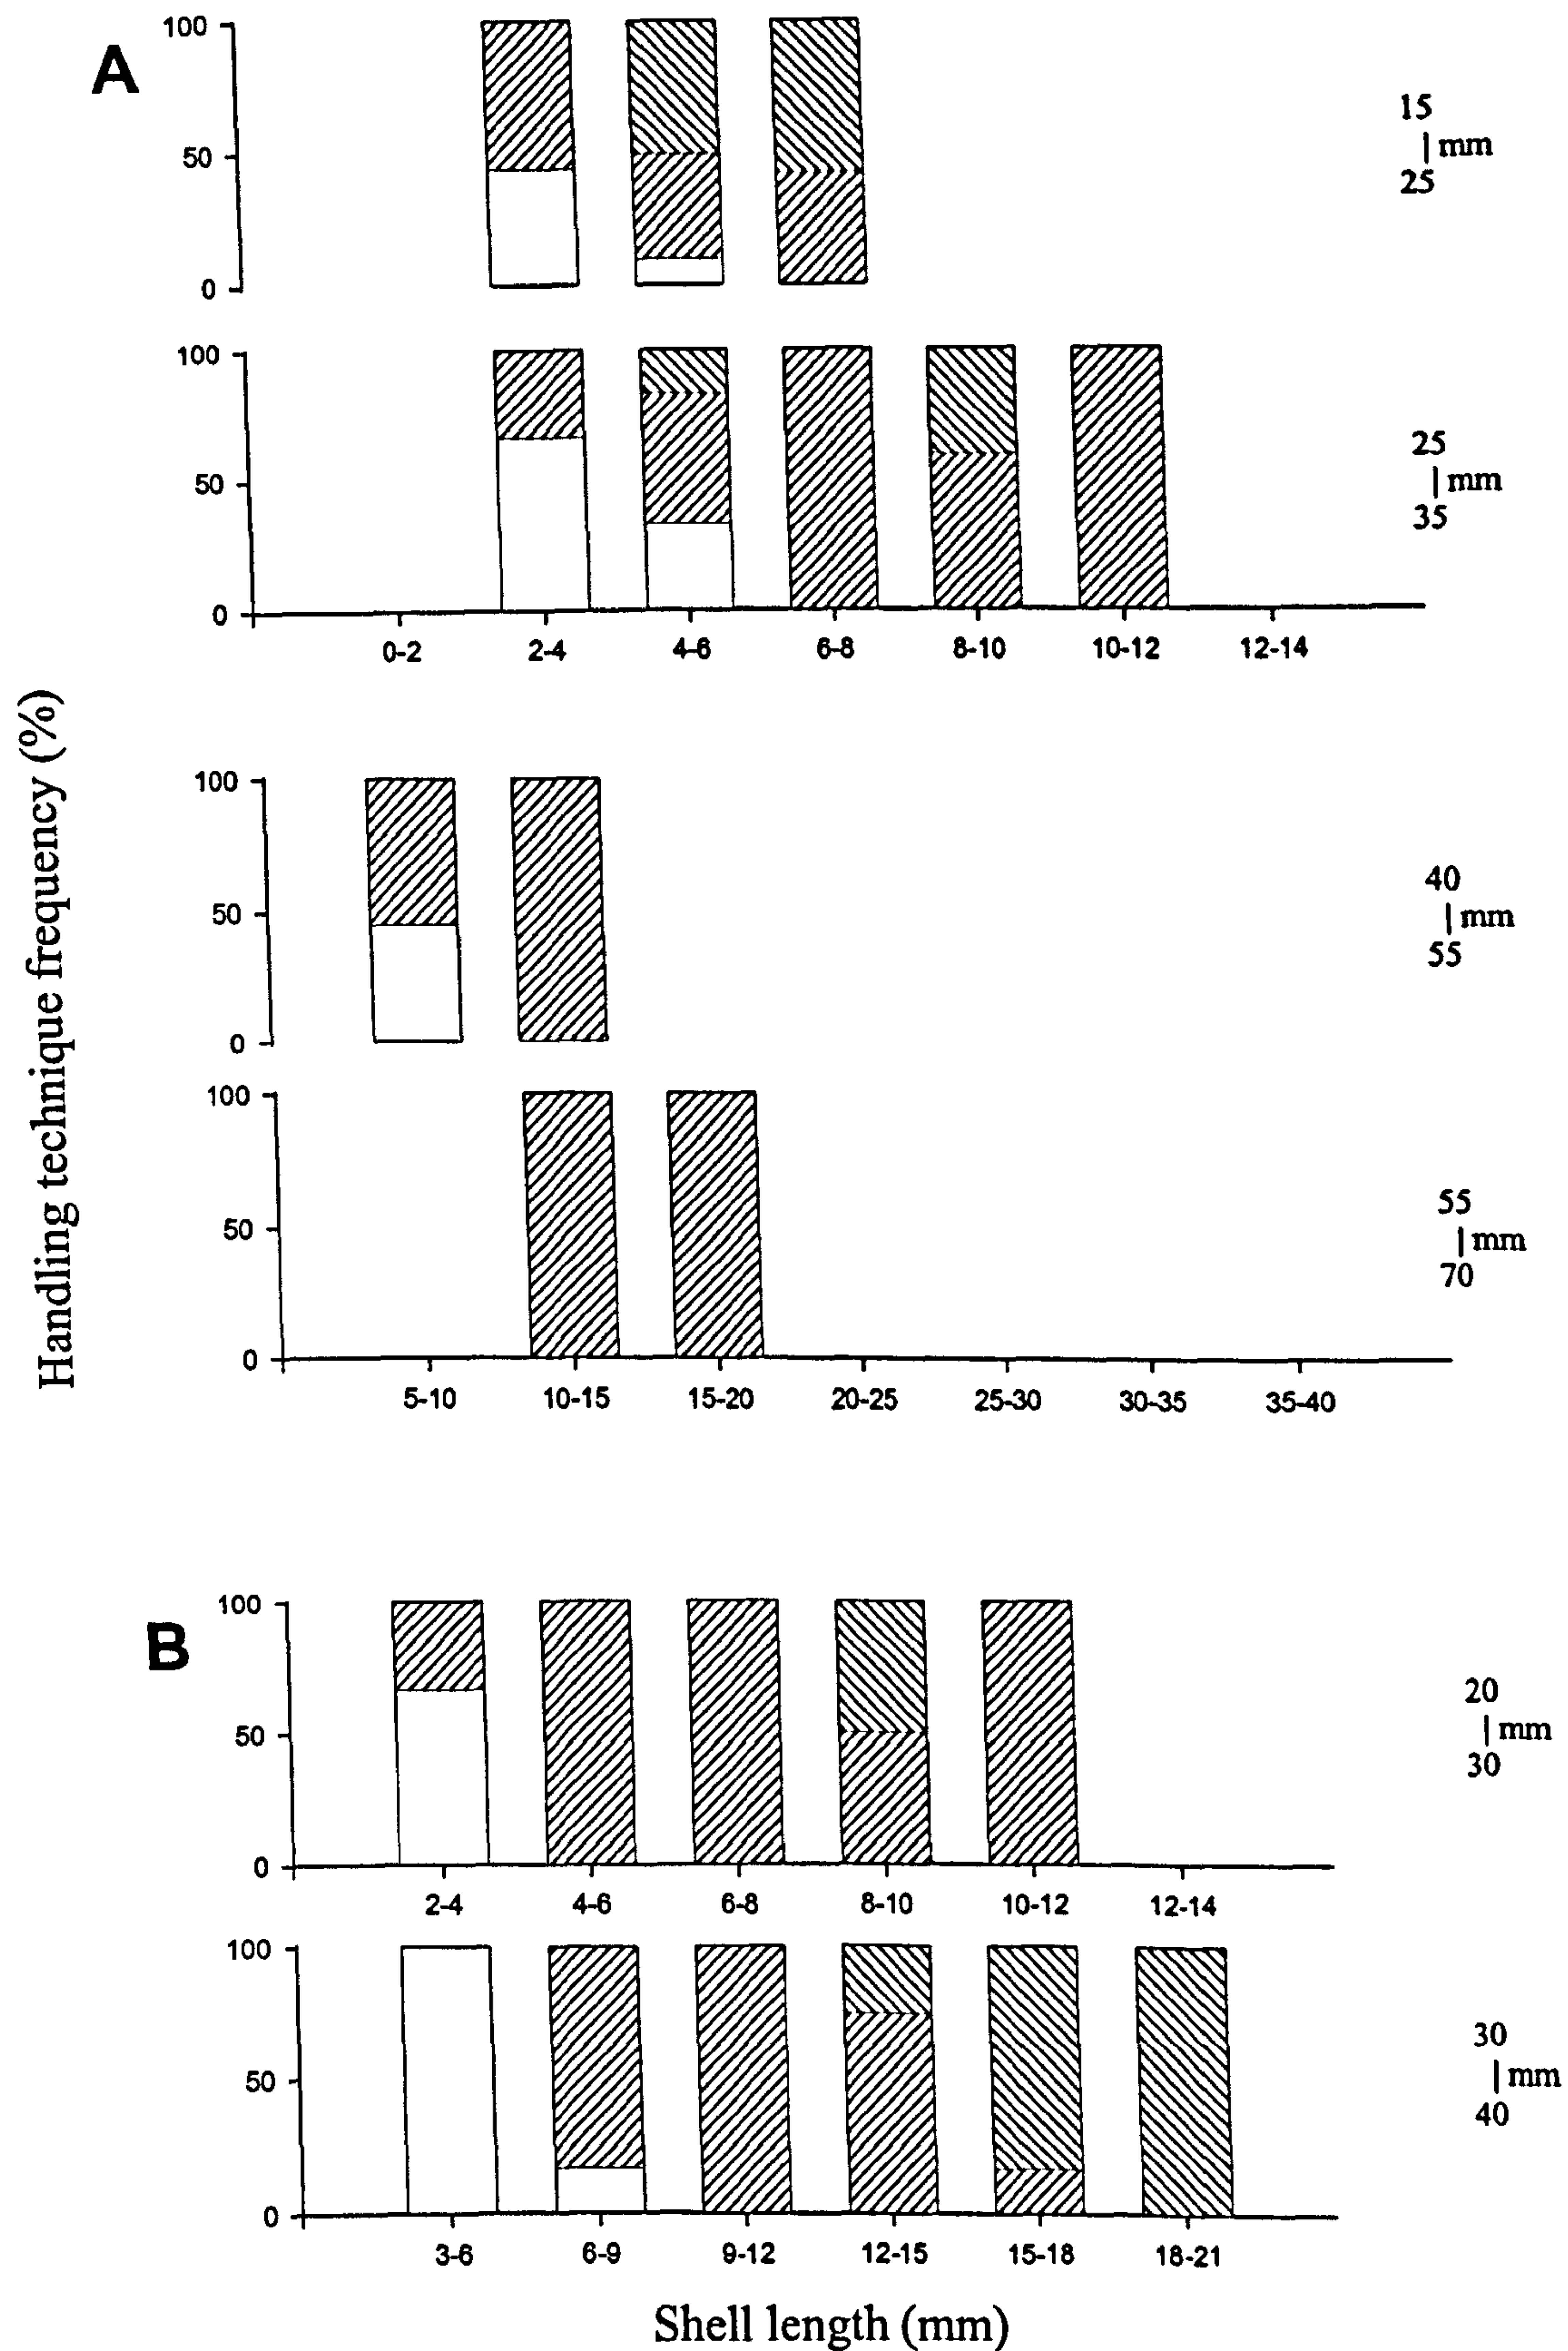 A
100
50
0
15
| mm
25
100
50
0
25
| mm
35
0-2 2-4 4-6 6-8 8-10 10-12 12-14
Handling technique frequency (%)
100
50
0
40
| mm
55
100
50
0
55
| mm
70
5-10 10-15 15-20 20-25 25-30 30-35 35-40
B
100
50
0
20
| mm
30
2-4 4-6 6-8 8-10 10-12 12-14
100
50
0
30
| mm
40
3-6 6-9 9-12 12-15 15-18 18-21
Shell length (mm)